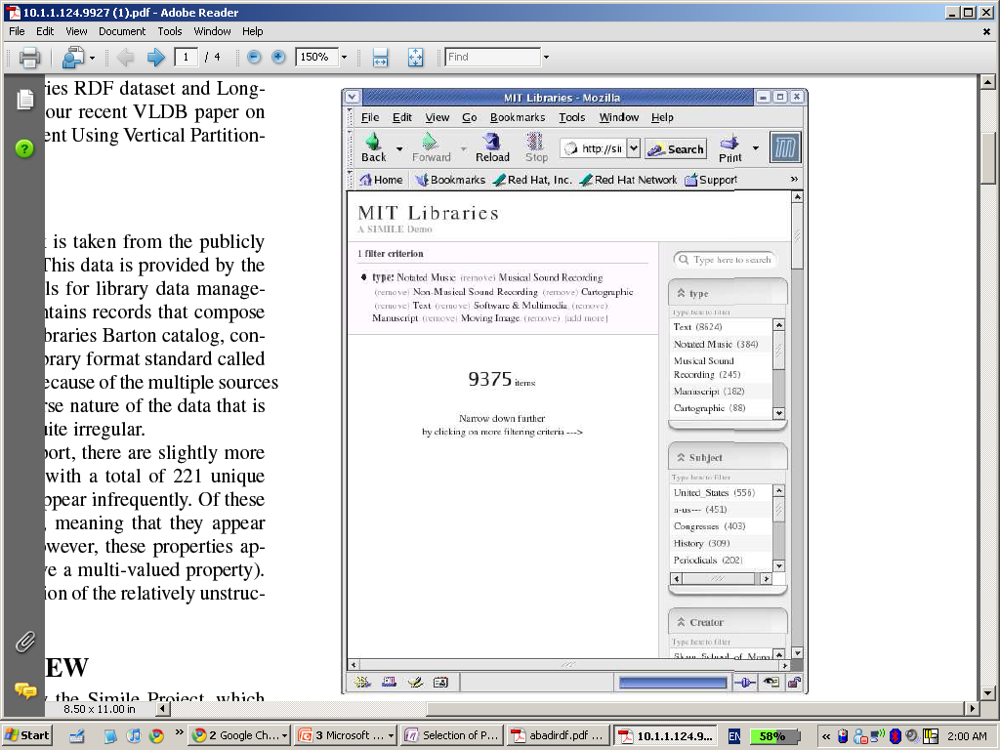 10.1.1.124.9927 (1).pdf - Adobe Reader
File Edit View Document Tools Window Help
1 / 4 150% Find
ries RDF dataset and Long-
our recent VLDB paper on
ent Using Vertical Partition-
is taken from the publicly
This data is provided by the
ls for library data manage-
ntains records that compose
braries Barton catalog, con-
brary format standard called
ecause of the multiple sources
rse nature of the data that is
uite irregular.
port, there are slightly more
with a total of 221 unique
ppear infrequently. Of these
, meaning that they appear
owever, these properties ap-
ve a multi-valued property).
ion of the relatively unstruc-
EW
the Simile Project, which
MIT Libraries - Mozilla
File Edit View Go Bookmarks Tools Window Help
Back Forward Reload Stop http://sii Search Print
Home Bookmarks Red Hat, Inc. Red Hat Network Support »
MIT Libraries
A SIMILE Demo
1 filter criterion
type: Notated Music (remove) Musical Sound Recording
(remove) Non-Musical Sound Recording (remove) Cartographic
(remove) Text (remove) Software & Multimedia (remove)
Manuscript (remove) Moving Image (remove) [add more]
9375 items
Narrow down further
by clicking on more filtering criteria --->
Type here to search
type
Type here to filter
Text (8624)
Notated Music (384)
Musical Sound
Recording (245)
Manuscript (182)
Cartographic (88)
Subject
Type here to filter
United_States (556)
n-us--- (451)
Congresses (403)
History (309)
Periodicals (202)
Creator
Type here to filter
8.50 x 11.00 in
Start » 2 Google Ch... 3 Microsoft ... Selection of P... abadirdf.pdf ... 10.1.1.124.9... EN 58% « 2:00 AM